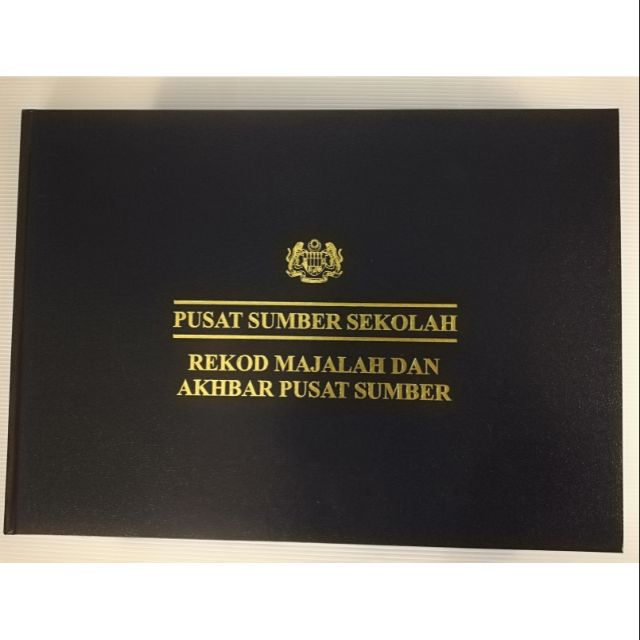 PUSAT SUMBER SEKOLAH
REKOD MAJALAH DAN
AKHBAR PUSAT SUMBER